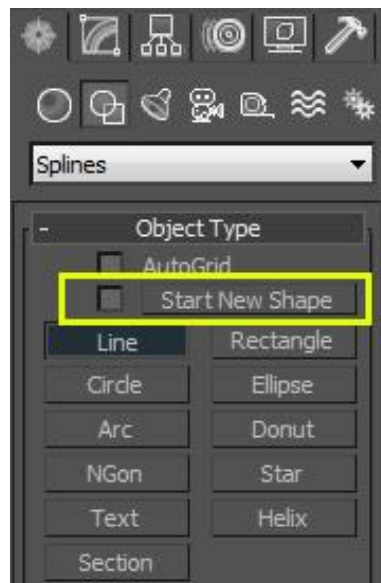 Splines
- Object Type
AutoGrid
Start New Shape
Line Rectangle
Circle Ellipse
Arc Donut
NGon Star
Text Helix
Section